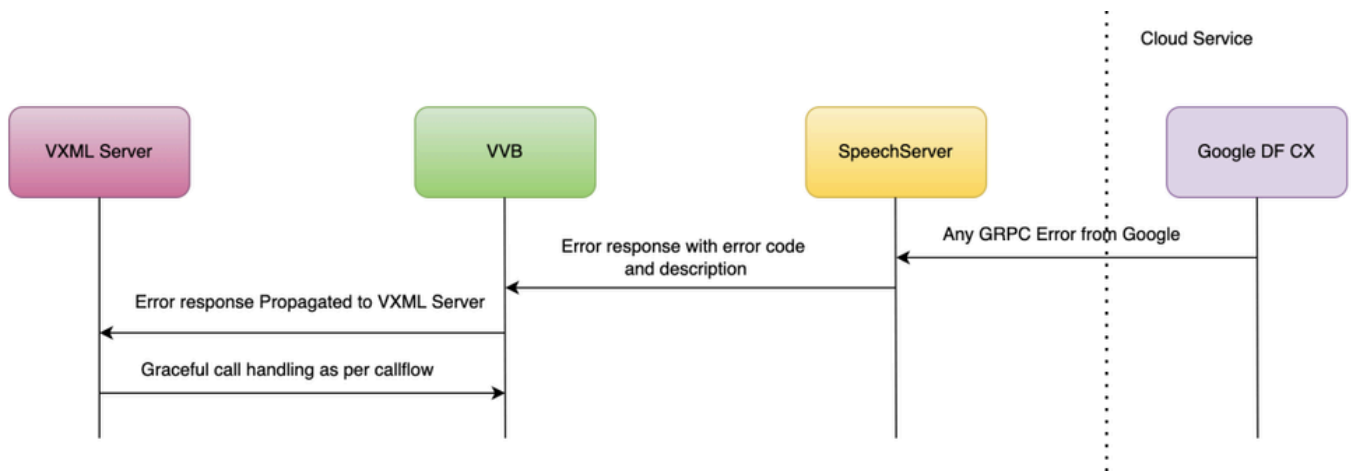 Cloud Service
VXML Server
VVB
SpeechServer
Google DF CX
Any GRPC Error from Google
Error response with error code
and description
Error response Propagated to VXML Server
Graceful call handling as per callflow